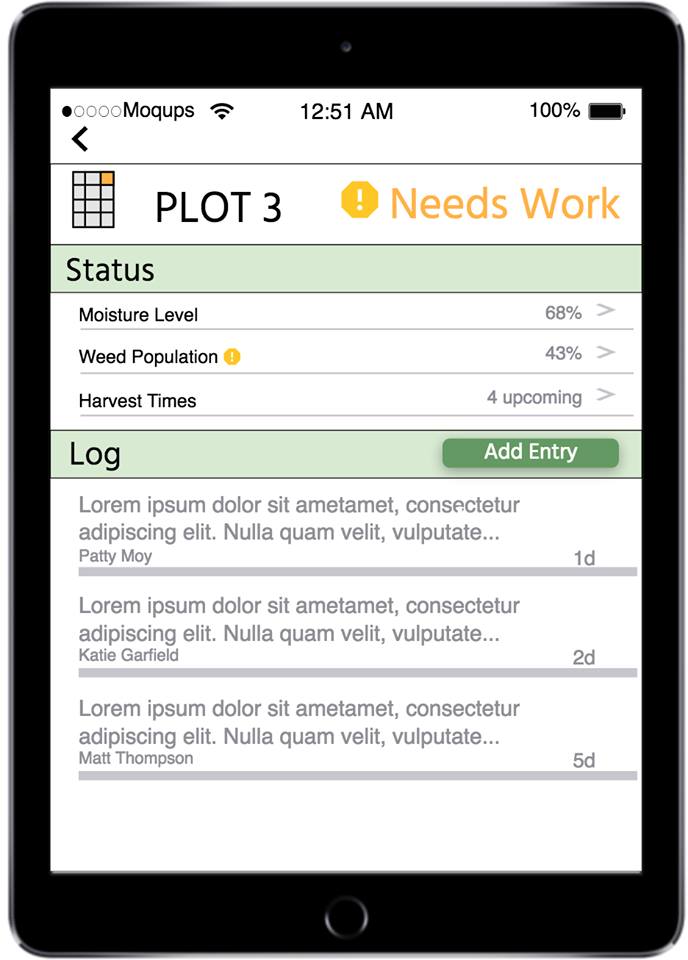 Moqups 12:51 AM 100%
PLOT 3 ! Needs Work
Status
Moisture Level 68% >
Weed Population ! 43% >
Harvest Times 4 upcoming >
Log Add Entry
Lorem ipsum dolor sit ametamet, consectetur
adipiscing elit. Nulla quam velit, vulputate...
Patty Moy 1d
Lorem ipsum dolor sit ametamet, consectetur
adipiscing elit. Nulla quam velit, vulputate...
Katie Garfield 2d
Lorem ipsum dolor sit ametamet, consectetur
adipiscing elit. Nulla quam velit, vulputate...
Matt Thompson 5d